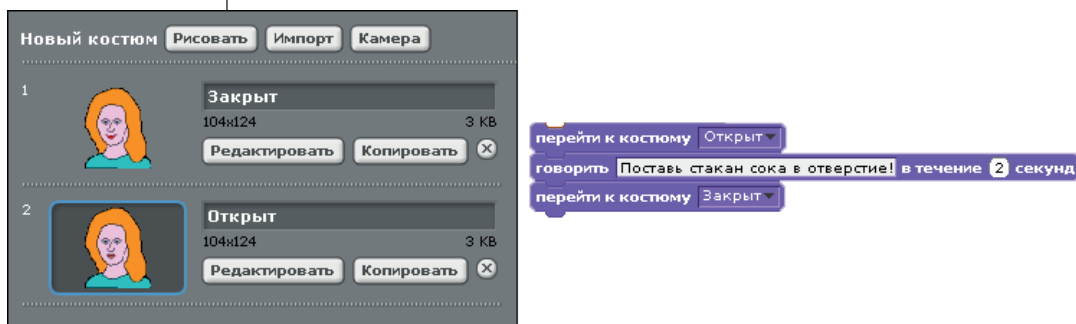 Новый костюм Рисовать Импорт Камера
1
Закрыт
104x124 3 KB
Редактировать Копировать
2
Открыт
104x124 3 KB
Редактировать Копировать
перейти к костюму Открыт
говорить Поставь стакан сока в отверстие! в течение 2 секунд
перейти к костюму Закрыт